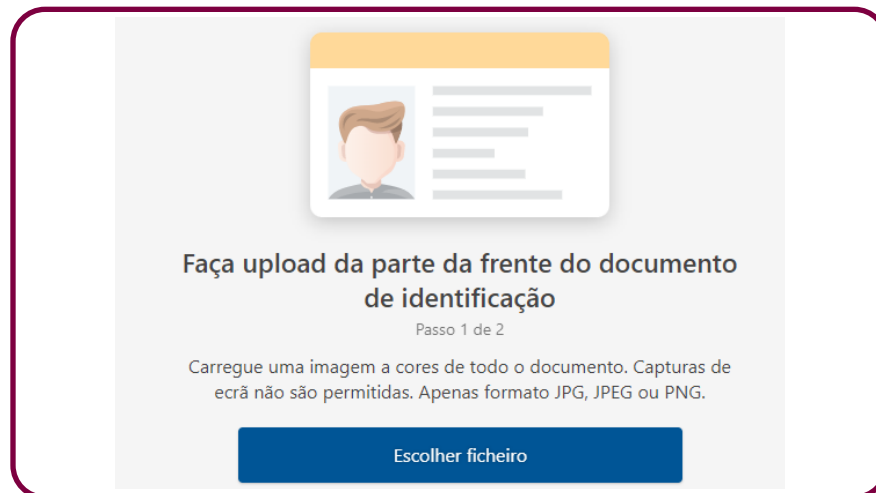 Faça upload da parte da frente do documento
de identificação
Passo 1 de 2
Carregue uma imagem a cores de todo o documento. Capturas de
ecrã não são permitidas. Apenas formato JPG, JPEG ou PNG.
Escolher ficheiro